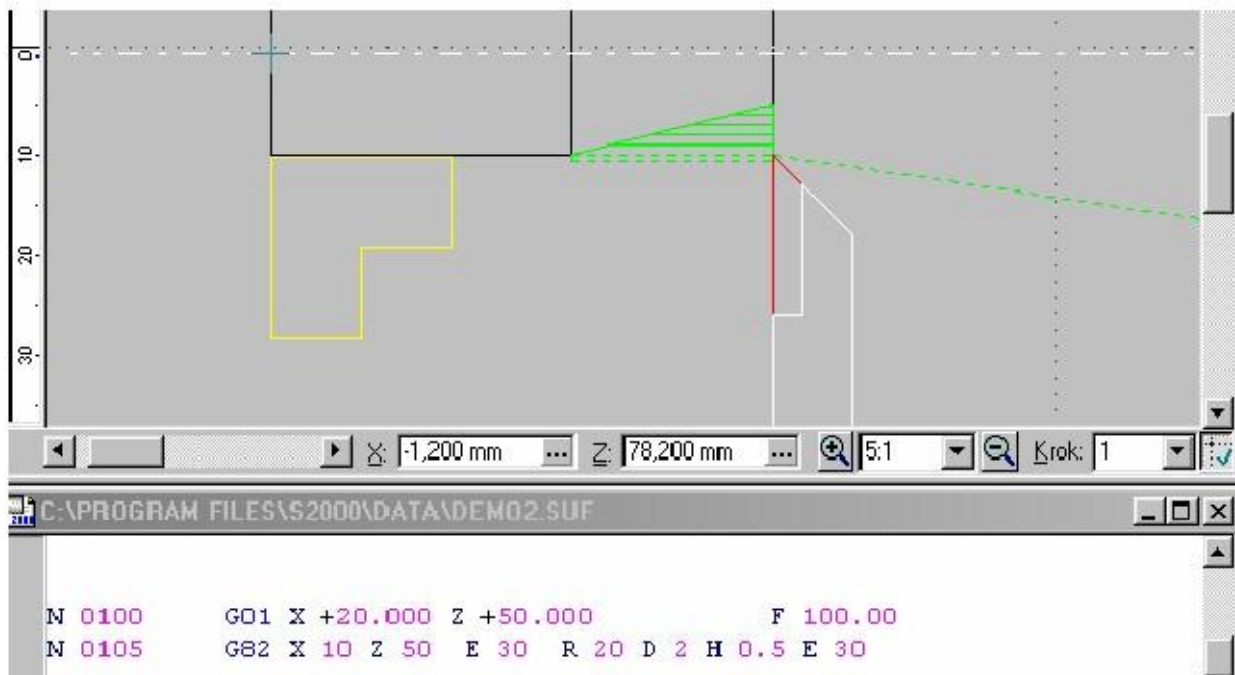 0
10
20
30
X: -1,200 mm ... Z: 78,200 mm ... 5:1 Krok: 1
C:\PROGRAM FILES\S2000\DATA\DEMO2.SUF
N 0100 G01 X +20.000 Z +50.000 F 100.00
N 0105 G82 X 10 Z 50 E 30 R 20 D 2 H 0.5 E 30